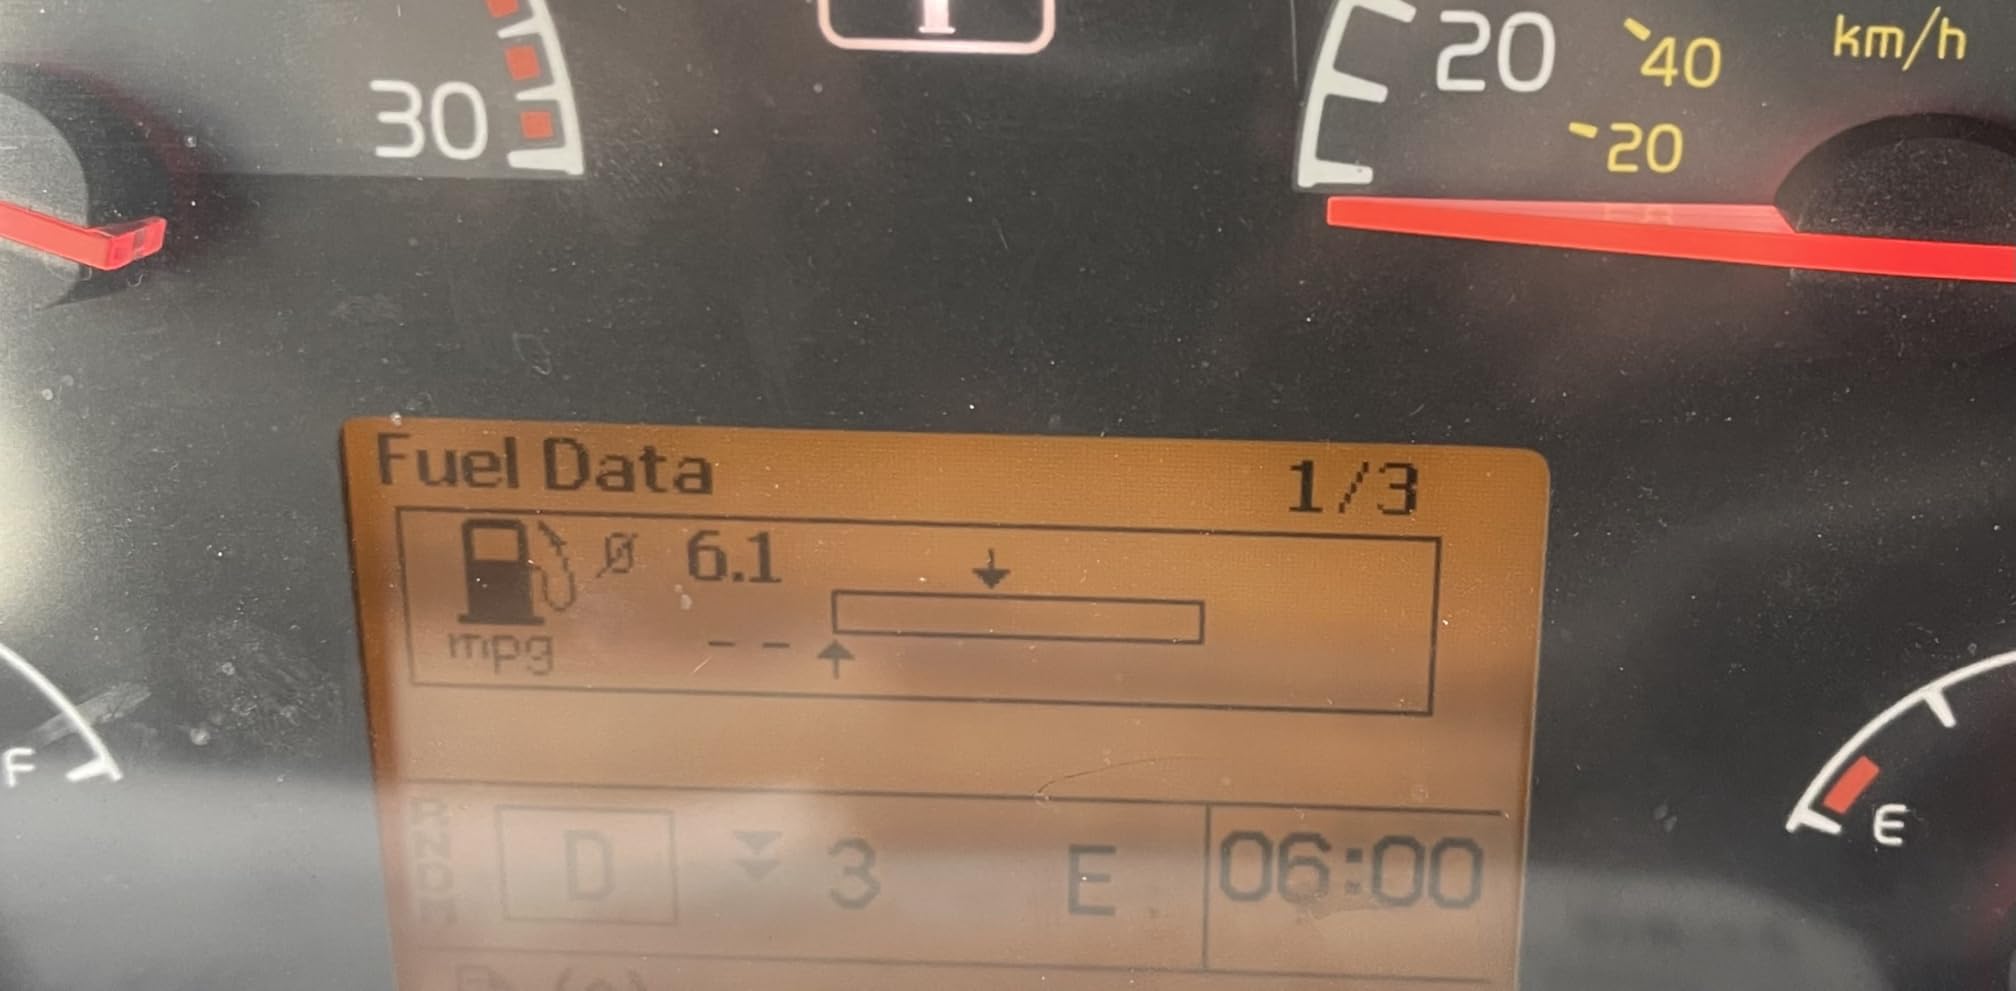 30
20 40 km/h
20
Fuel Data 1/3
Ø 6.1
mpg --
F
E
R
N
D
M
D 3 E 06:00